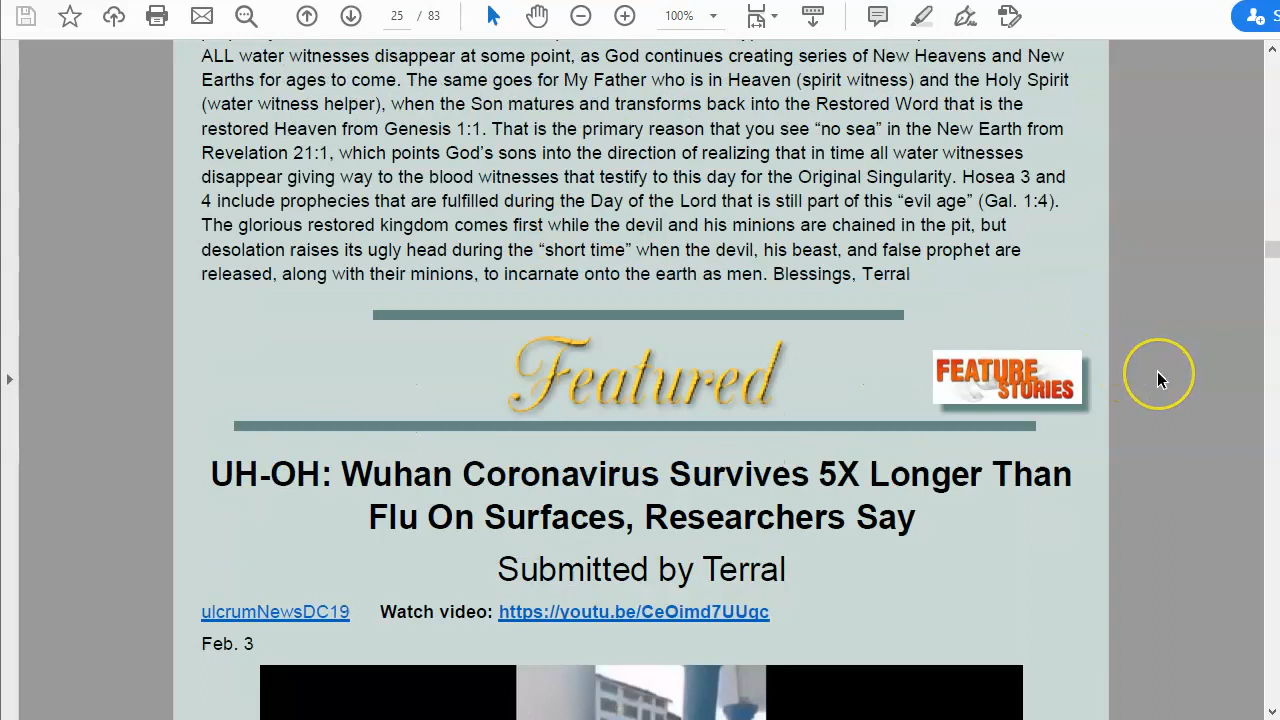 25 / 83
100%
S
ALL water witnesses disappear at some point, as God continues creating series of New Heavens and New
Earths for ages to come. The same goes for My Father who is in Heaven (spirit witness) and the Holy Spirit
(water witness helper), when the Son matures and transforms back into the Restored Word that is the
restored Heaven from Genesis 1:1. That is the primary reason that you see “no sea” in the New Earth from
Revelation 21:1, which points God’s sons into the direction of realizing that in time all water witnesses
disappear giving way to the blood witnesses that testify to this day for the Original Singularity. Hosea 3 and
4 include prophecies that are fulfilled during the Day of the Lord that is still part of this “evil age” (Gal. 1:4).
The glorious restored kingdom comes first while the devil and his minions are chained in the pit, but
desolation raises its ugly head during the “short time” when the devil, his beast, and false prophet are
released, along with their minions, to incarnate onto the earth as men. Blessings, Terral
Featured
FEATURE
STORIES
UH-OH: Wuhan Coronavirus Survives 5X Longer Than
Flu On Surfaces, Researchers Say
Submitted by Terral
ulcrumNewsDC19 Watch video: https://youtu.be/CeOimd7UUqc
Feb. 3